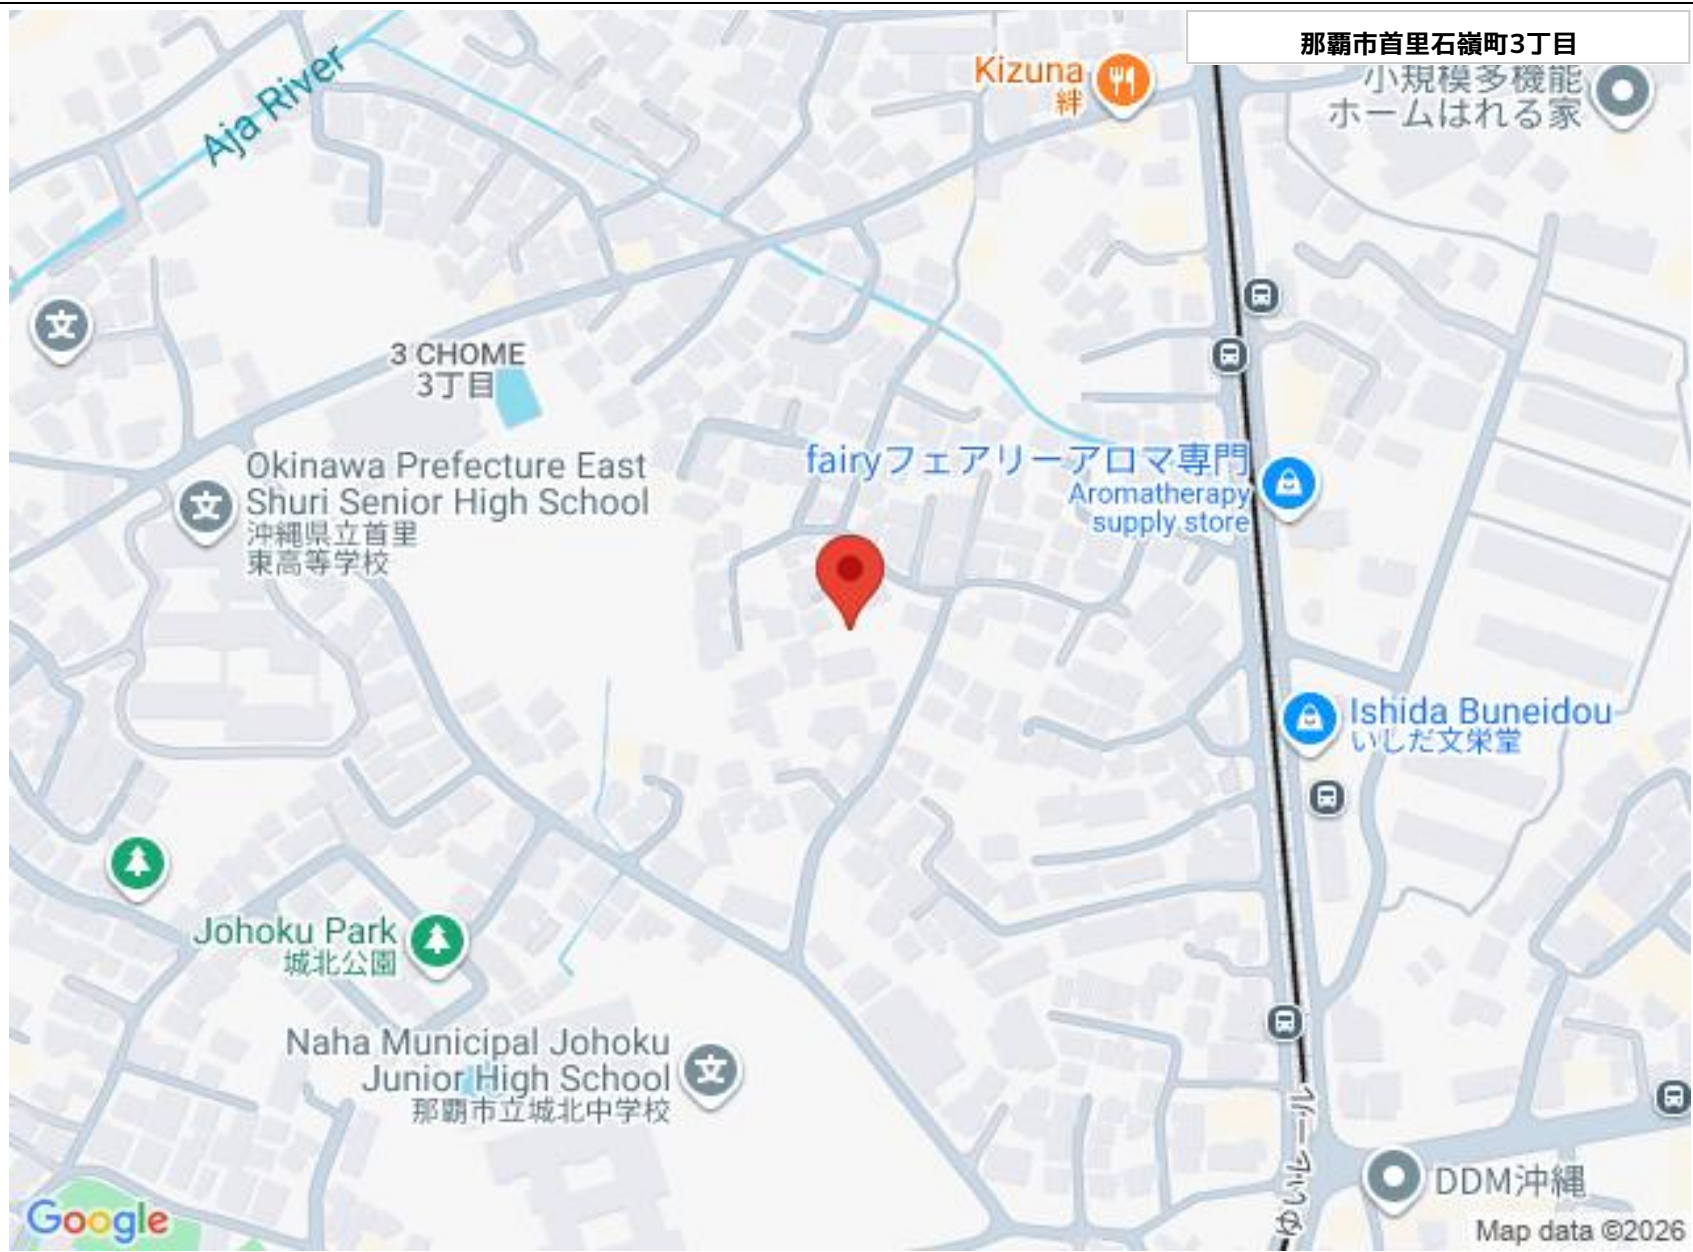 那覇市首里石嶺町3丁目
Kizuna
絆
小規模多機能
ホームはれる家
Aja River
3 CHOME
3丁目
Okinawa Prefecture East
Shuri Senior High School
沖縄県立首里
東高等学校
fairyフェアリーアロマ専門
Aromatherapy
supply store
Ishida Buneidou
いしだ文栄堂
Johoku Park
城北公園
Naha Municipal Johoku
Junior High School
那覇市立城北中学校
DDM沖縄
Google
Map data ©2026